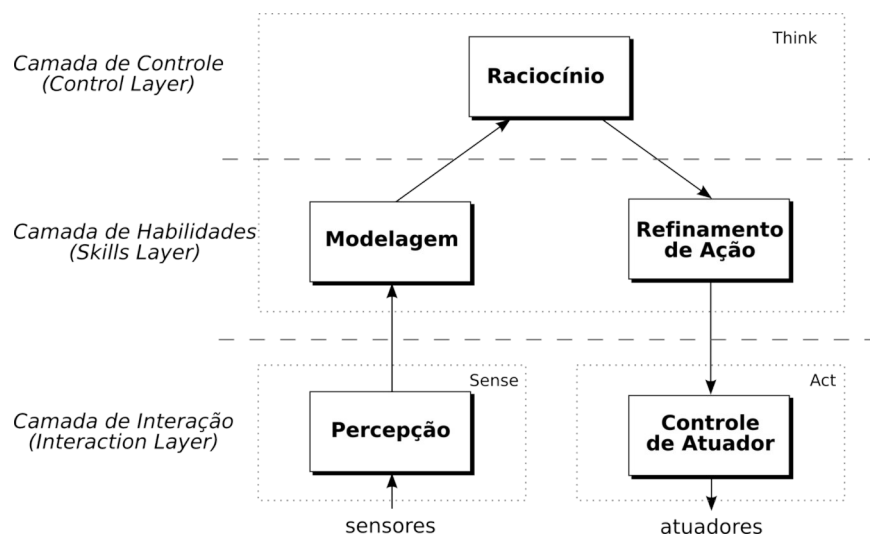 Think
Camada de Controle
(Control Layer)
Raciocínio
Camada de Habilidades
(Skills Layer)
Modelagem
Refinamento
de Ação
Sense
Act
Camada de Interação
(Interaction Layer)
Percepção
Controle
de Atuador
sensores
atuadores